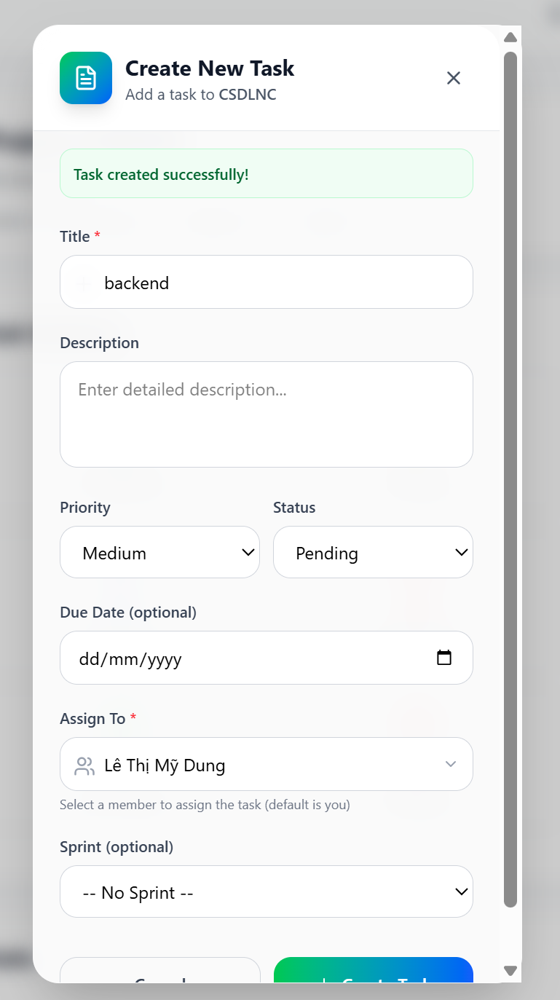 Create New Task
Add a task to CSDLNC
Task created successfully!
Title *
backend
Description
Enter detailed description...
Priority
Status
Medium
Pending
Due Date (optional)
dd/mm/yyyy
Assign To *
Lê Thị Mỹ Dung
Select a member to assign the task (default is you)
Sprint (optional)
-- No Sprint --